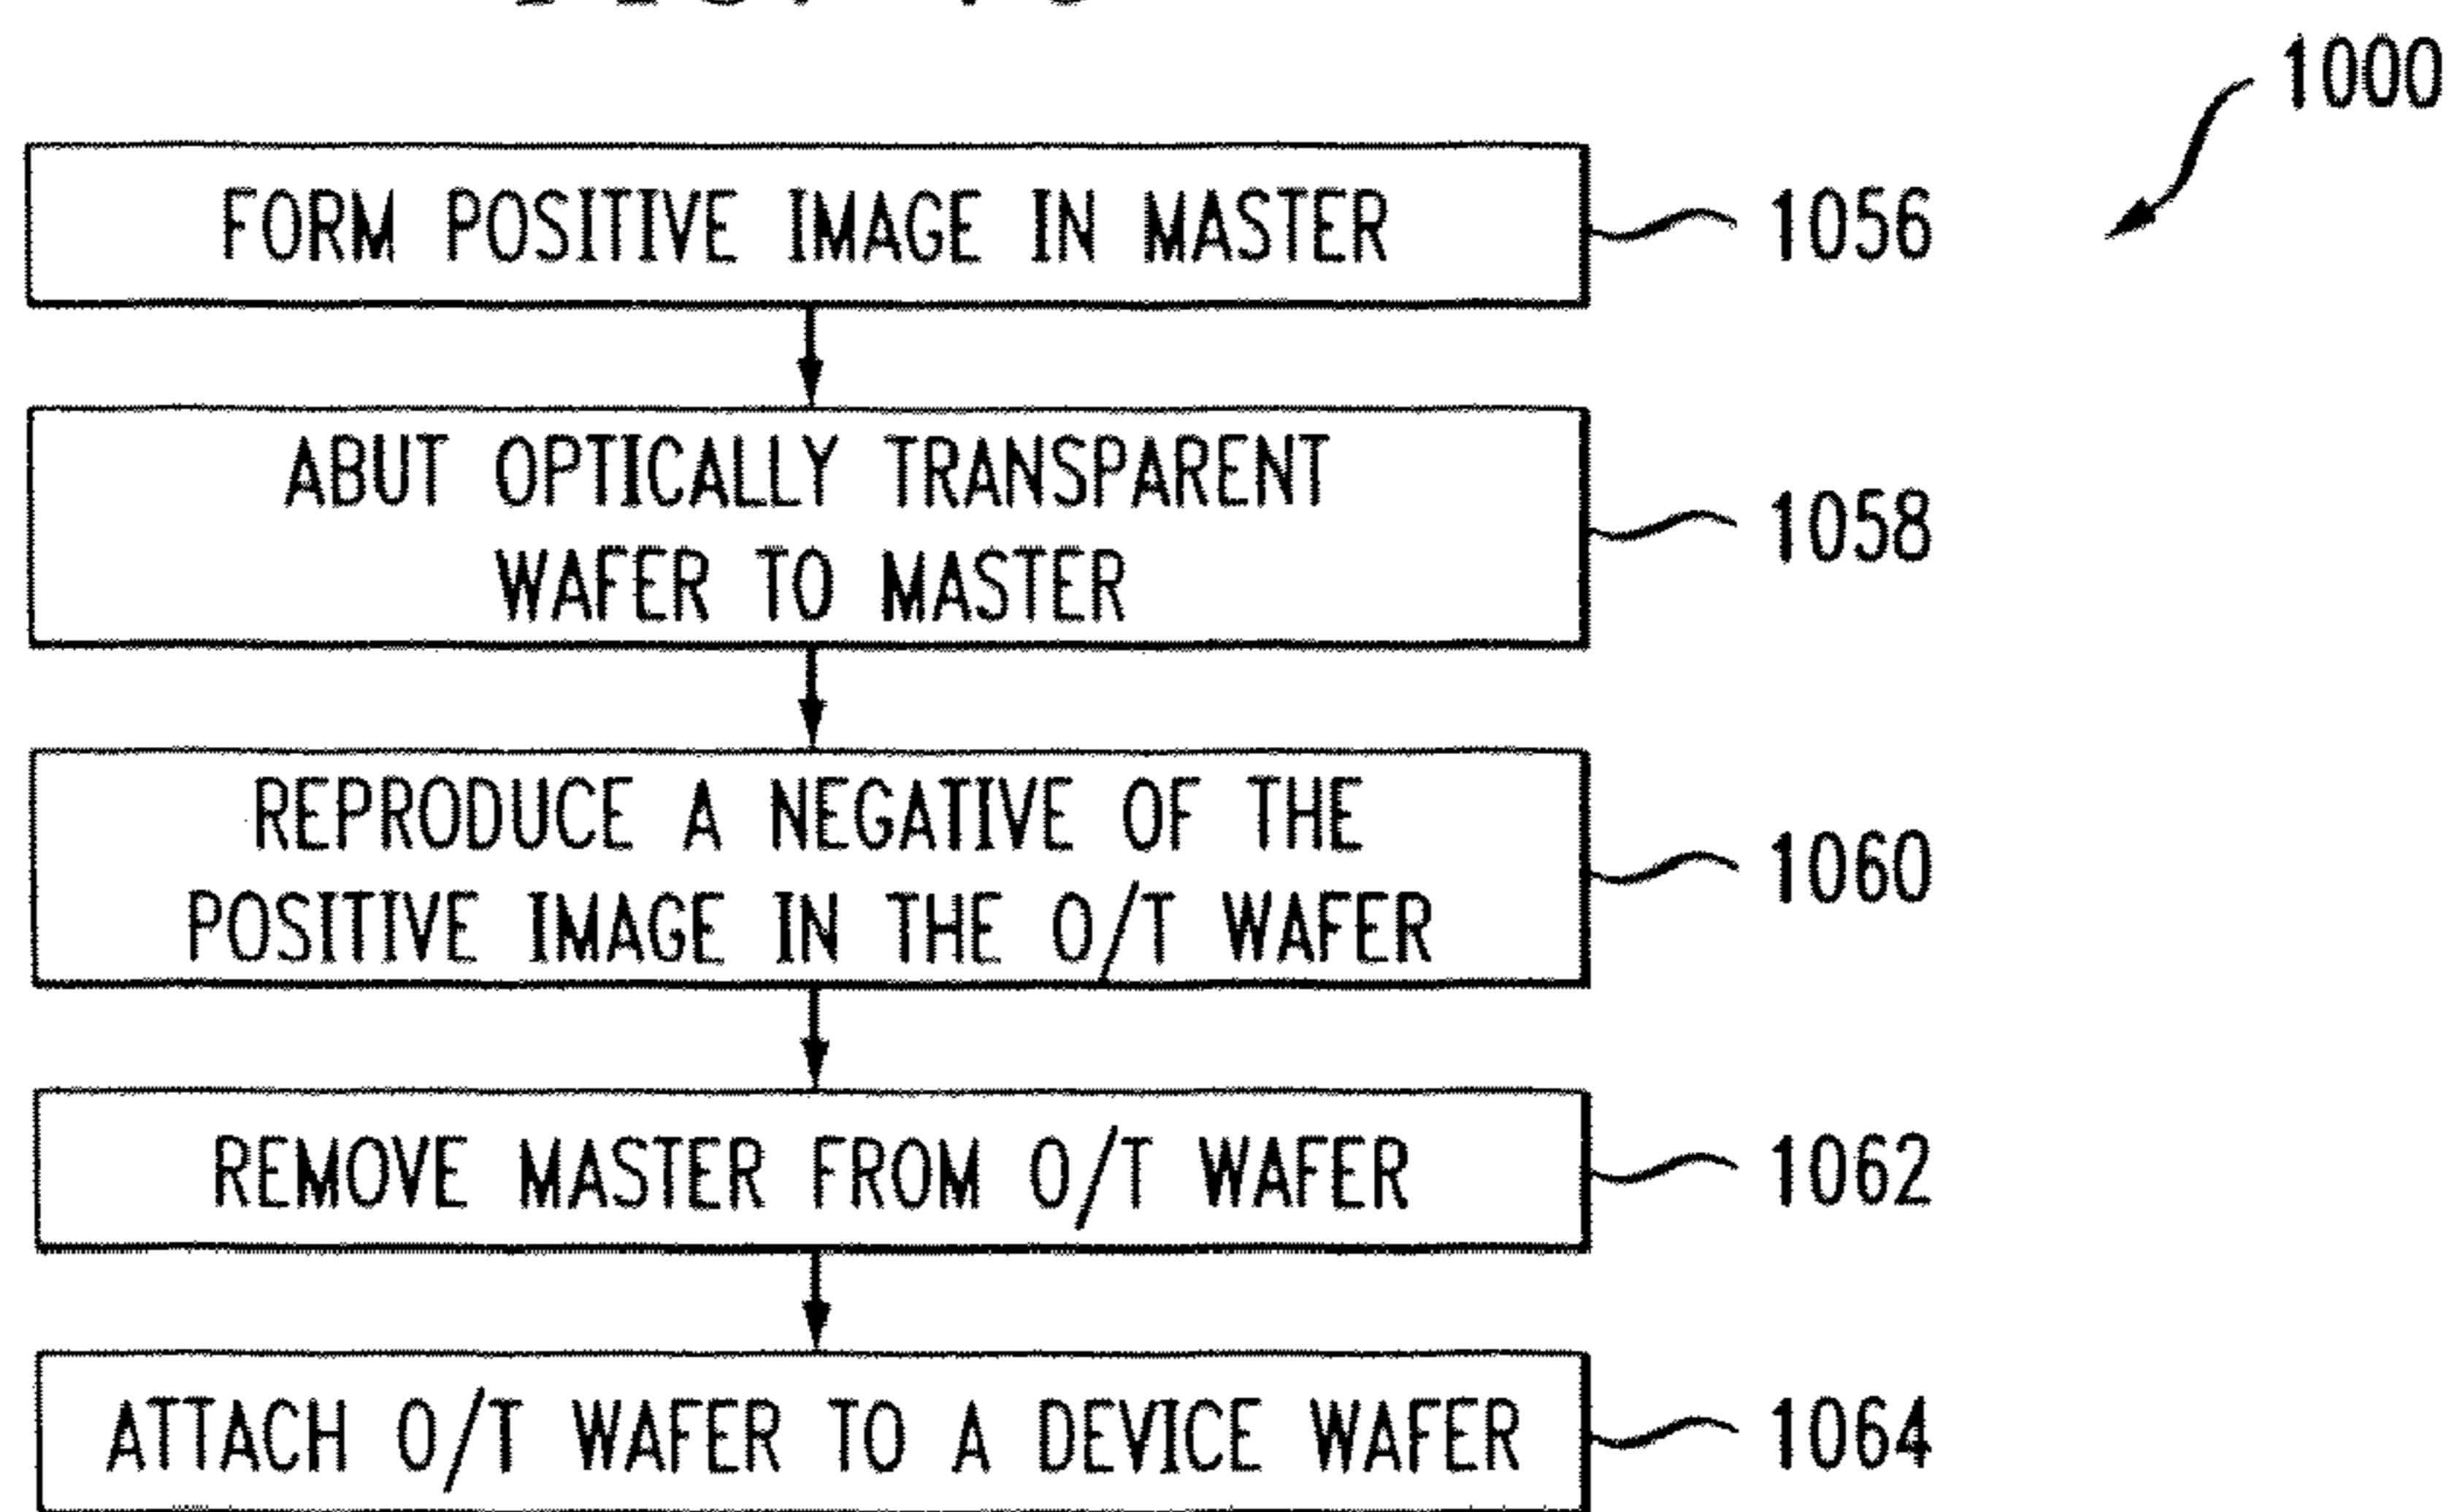 1000
FORM POSITIVE IMAGE IN MASTER
1056
ABUT OPTICALLY TRANSPARENT
WAFER TO MASTER
1058
REPRODUCE A NEGATIVE OF THE
POSITIVE IMAGE IN THE O/T WAFER
1060
REMOVE MASTER FROM O/T WAFER
1062
ATTACH O/T WAFER TO A DEVICE WAFER
1064